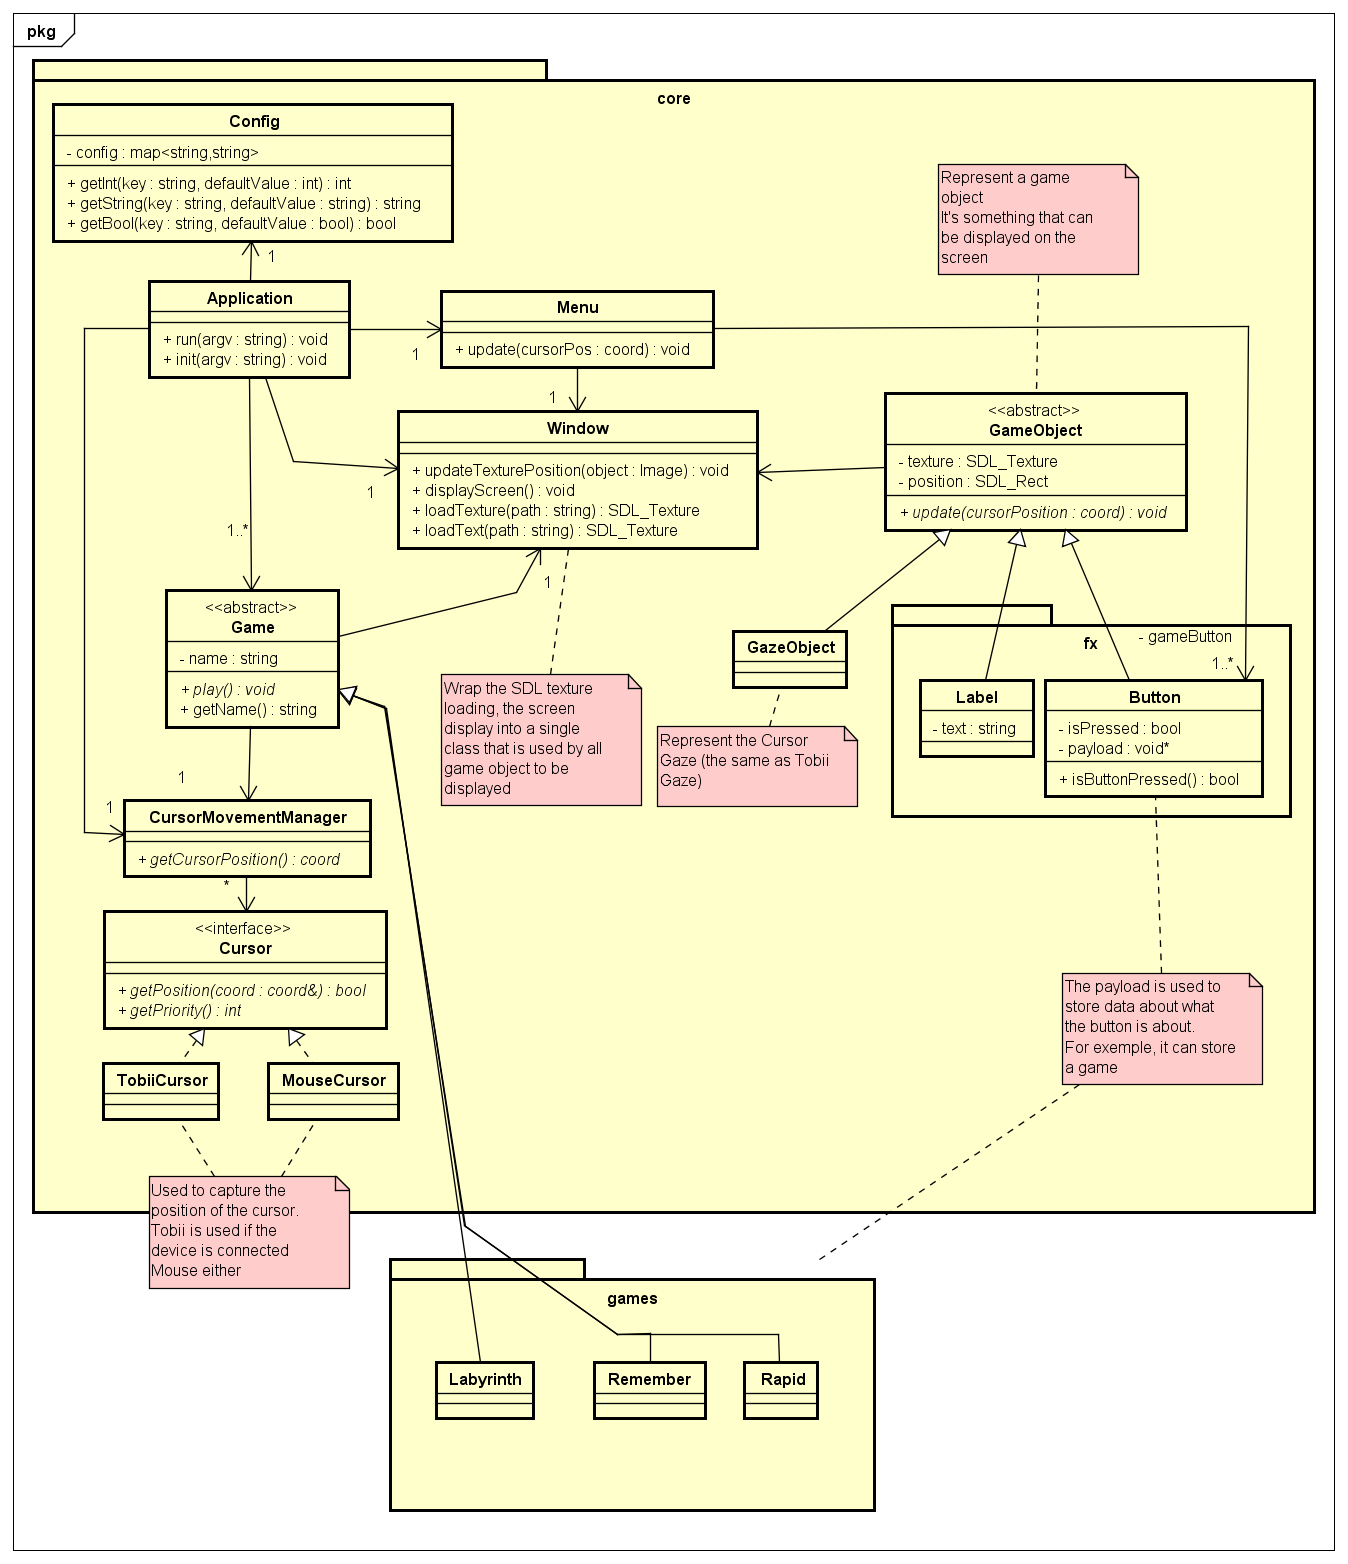 pkg
core
Config
- config : map<string,string>
+ getInt(key : string, defaultValue : int) : int
+ getString(key : string, defaultValue : string) : string
+ getBool(key : string, defaultValue : bool) : bool
1
Represent a game
object
It's something that can
be displayed on the
screen
Application
+ run(argv : string) : void
+ init(argv : string) : void
Menu
+ update(cursorPos : coord) : void
1
1
Window
+ updateTexturePosition(object : Image) : void
+ displayScreen() : void
+ loadTexture(path : string) : SDL_Texture
+ loadText(path : string) : SDL_Texture
1
1
<<abstract>>
GameObject
- texture : SDL_Texture
- position : SDL_Rect
+ update(cursorPosition : coord) : void
1..*
<<abstract>>
Game
- name : string
+ play() : void
+ getName() : string
GazeObject
fx
- gameButton
1..*
Label
- text : string
Button
- isPressed : bool
- payload : void*
+ isButtonPressed() : bool
Wrap the SDL texture
loading, the screen
display into a single
class that is used by all
game object to be
displayed
Represent the Cursor
Gaze (the same as Tobii
Gaze)
1
1
CursorMovementManager
+ getCursorPosition() : coord
*
<<interface>>
Cursor
+ getPosition(coord : coord&) : bool
+ getPriority() : int
The payload is used to
store data about what
the button is about.
For exemple, it can store
a game
TobiiCursor
MouseCursor
Used to capture the
position of the cursor.
Tobii is used if the
device is connected
Mouse either
games
Labyrinth
Remember
Rapid